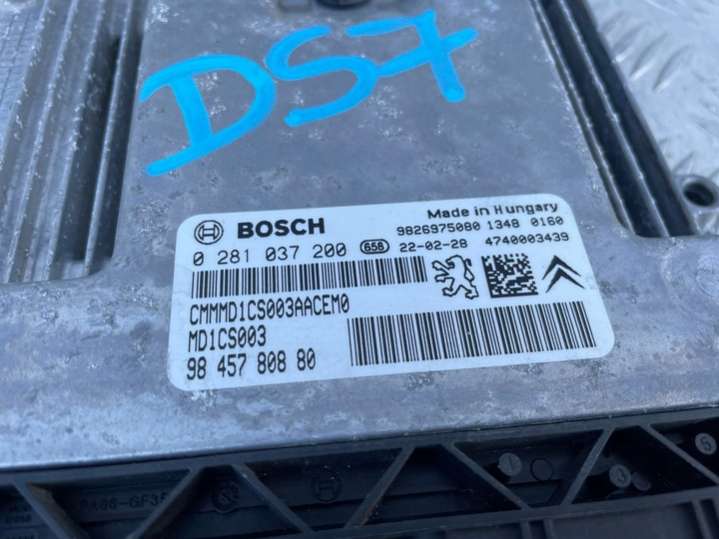 DS7
BOSCH
Made in Hungary
9826975080 1348 0160
0 281 037 200 656 22-02-28 4740003439
CMMMD1CS003AACEM0
MD1CS003
98 457 808 80